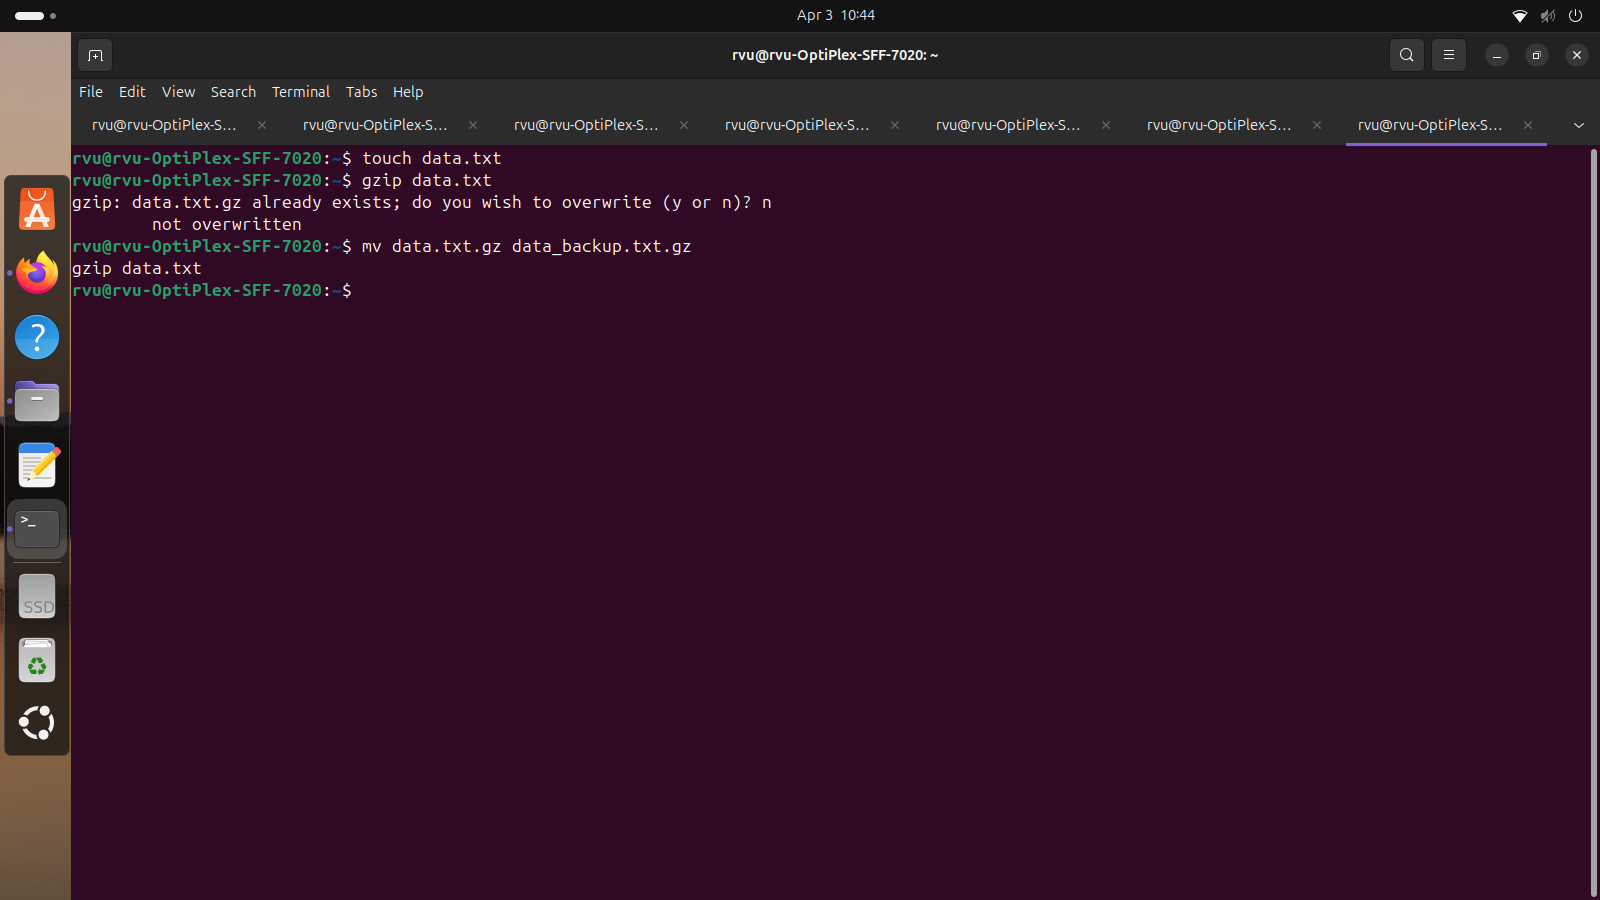 Apr 3 10:44
rvu@rvu-OptiPlex-SFF-7020: ~
File Edit View Search Terminal Tabs Help
rvu@rvu-OptiPlex-S... rvu@rvu-OptiPlex-S... rvu@rvu-OptiPlex-S... rvu@rvu-OptiPlex-S... rvu@rvu-OptiPlex-S... rvu@rvu-OptiPlex-S... rvu@rvu-OptiPlex-S...
rvu@rvu-OptiPlex-SFF-7020:~$ touch data.txt
rvu@rvu-OptiPlex-SFF-7020:~$ gzip data.txt
gzip: data.txt.gz already exists; do you wish to overwrite (y or n)? n
not overwritten
rvu@rvu-OptiPlex-SFF-7020:~$ mv data.txt.gz data_backup.txt.gz
gzip data.txt
rvu@rvu-OptiPlex-SFF-7020:~$
?
>_
SSD